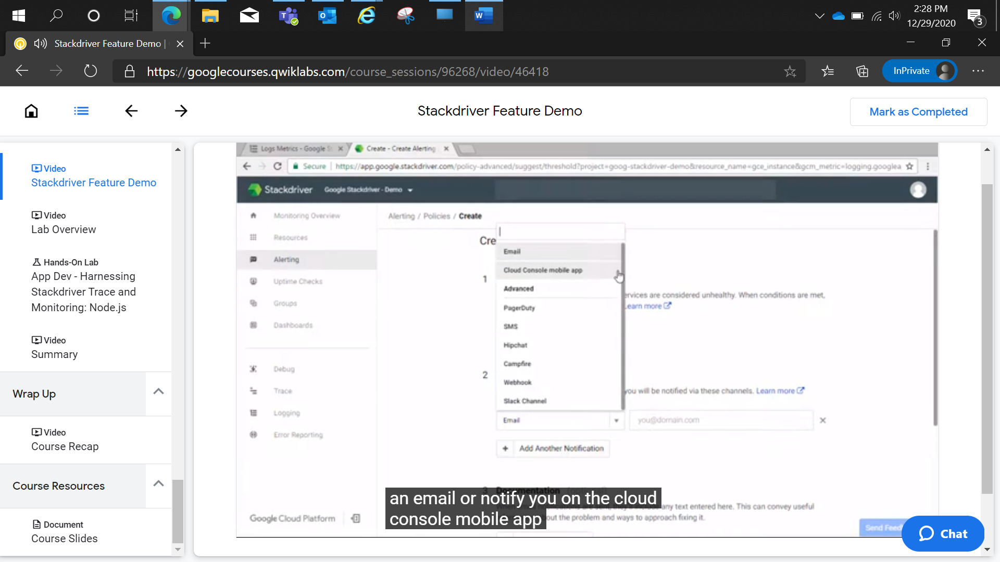 2:28 PM
12/29/2020
3
Stackdriver Feature Demo |
https://googlecourses.qwiklabs.com/course_sessions/96268/video/46418
InPrivate
Stackdriver Feature Demo
Mark as Completed
Video
Stackdriver Feature Demo
Video
Lab Overview
Hands-On Lab
App Dev - Harnessing
Stackdriver Trace and
Monitoring: Node.js
Video
Summary
Wrap Up
Video
Course Recap
Course Resources
Document
Course Slides
Logs Metrics - Google St
Create - Create Alerting
Secure | https://app.google.stackdriver.com/policy-advanced/suggest/threshold?project=goog-stackdriver-demo&resource_name=gce_instance&gcm_metric=logging.googlea
Stackdriver Google Stackdriver - Demo
Monitoring Overview
Resources
Alerting
Uptime Checks
Groups
Dashboards
Debug
Trace
Logging
Error Reporting
Google Cloud Platform
Alerting / Policies / Create
Cre
1
Email
Cloud Console mobile app
Advanced
PagerDuty
SMS
Hipchat
Campfire
Webhook
Slack Channel
ervices are considered unhealthy. When conditions are met,
earn more
2
you will be notified via these channels. Learn more
Email
you@domain.com
+ Add Another Notification
3 Documentation (optional)
an email or notify you on the cloud
console mobile app
any text entered here. This can convey useful
bout the problem and ways to approach fixing it.
Send Feed
Chat